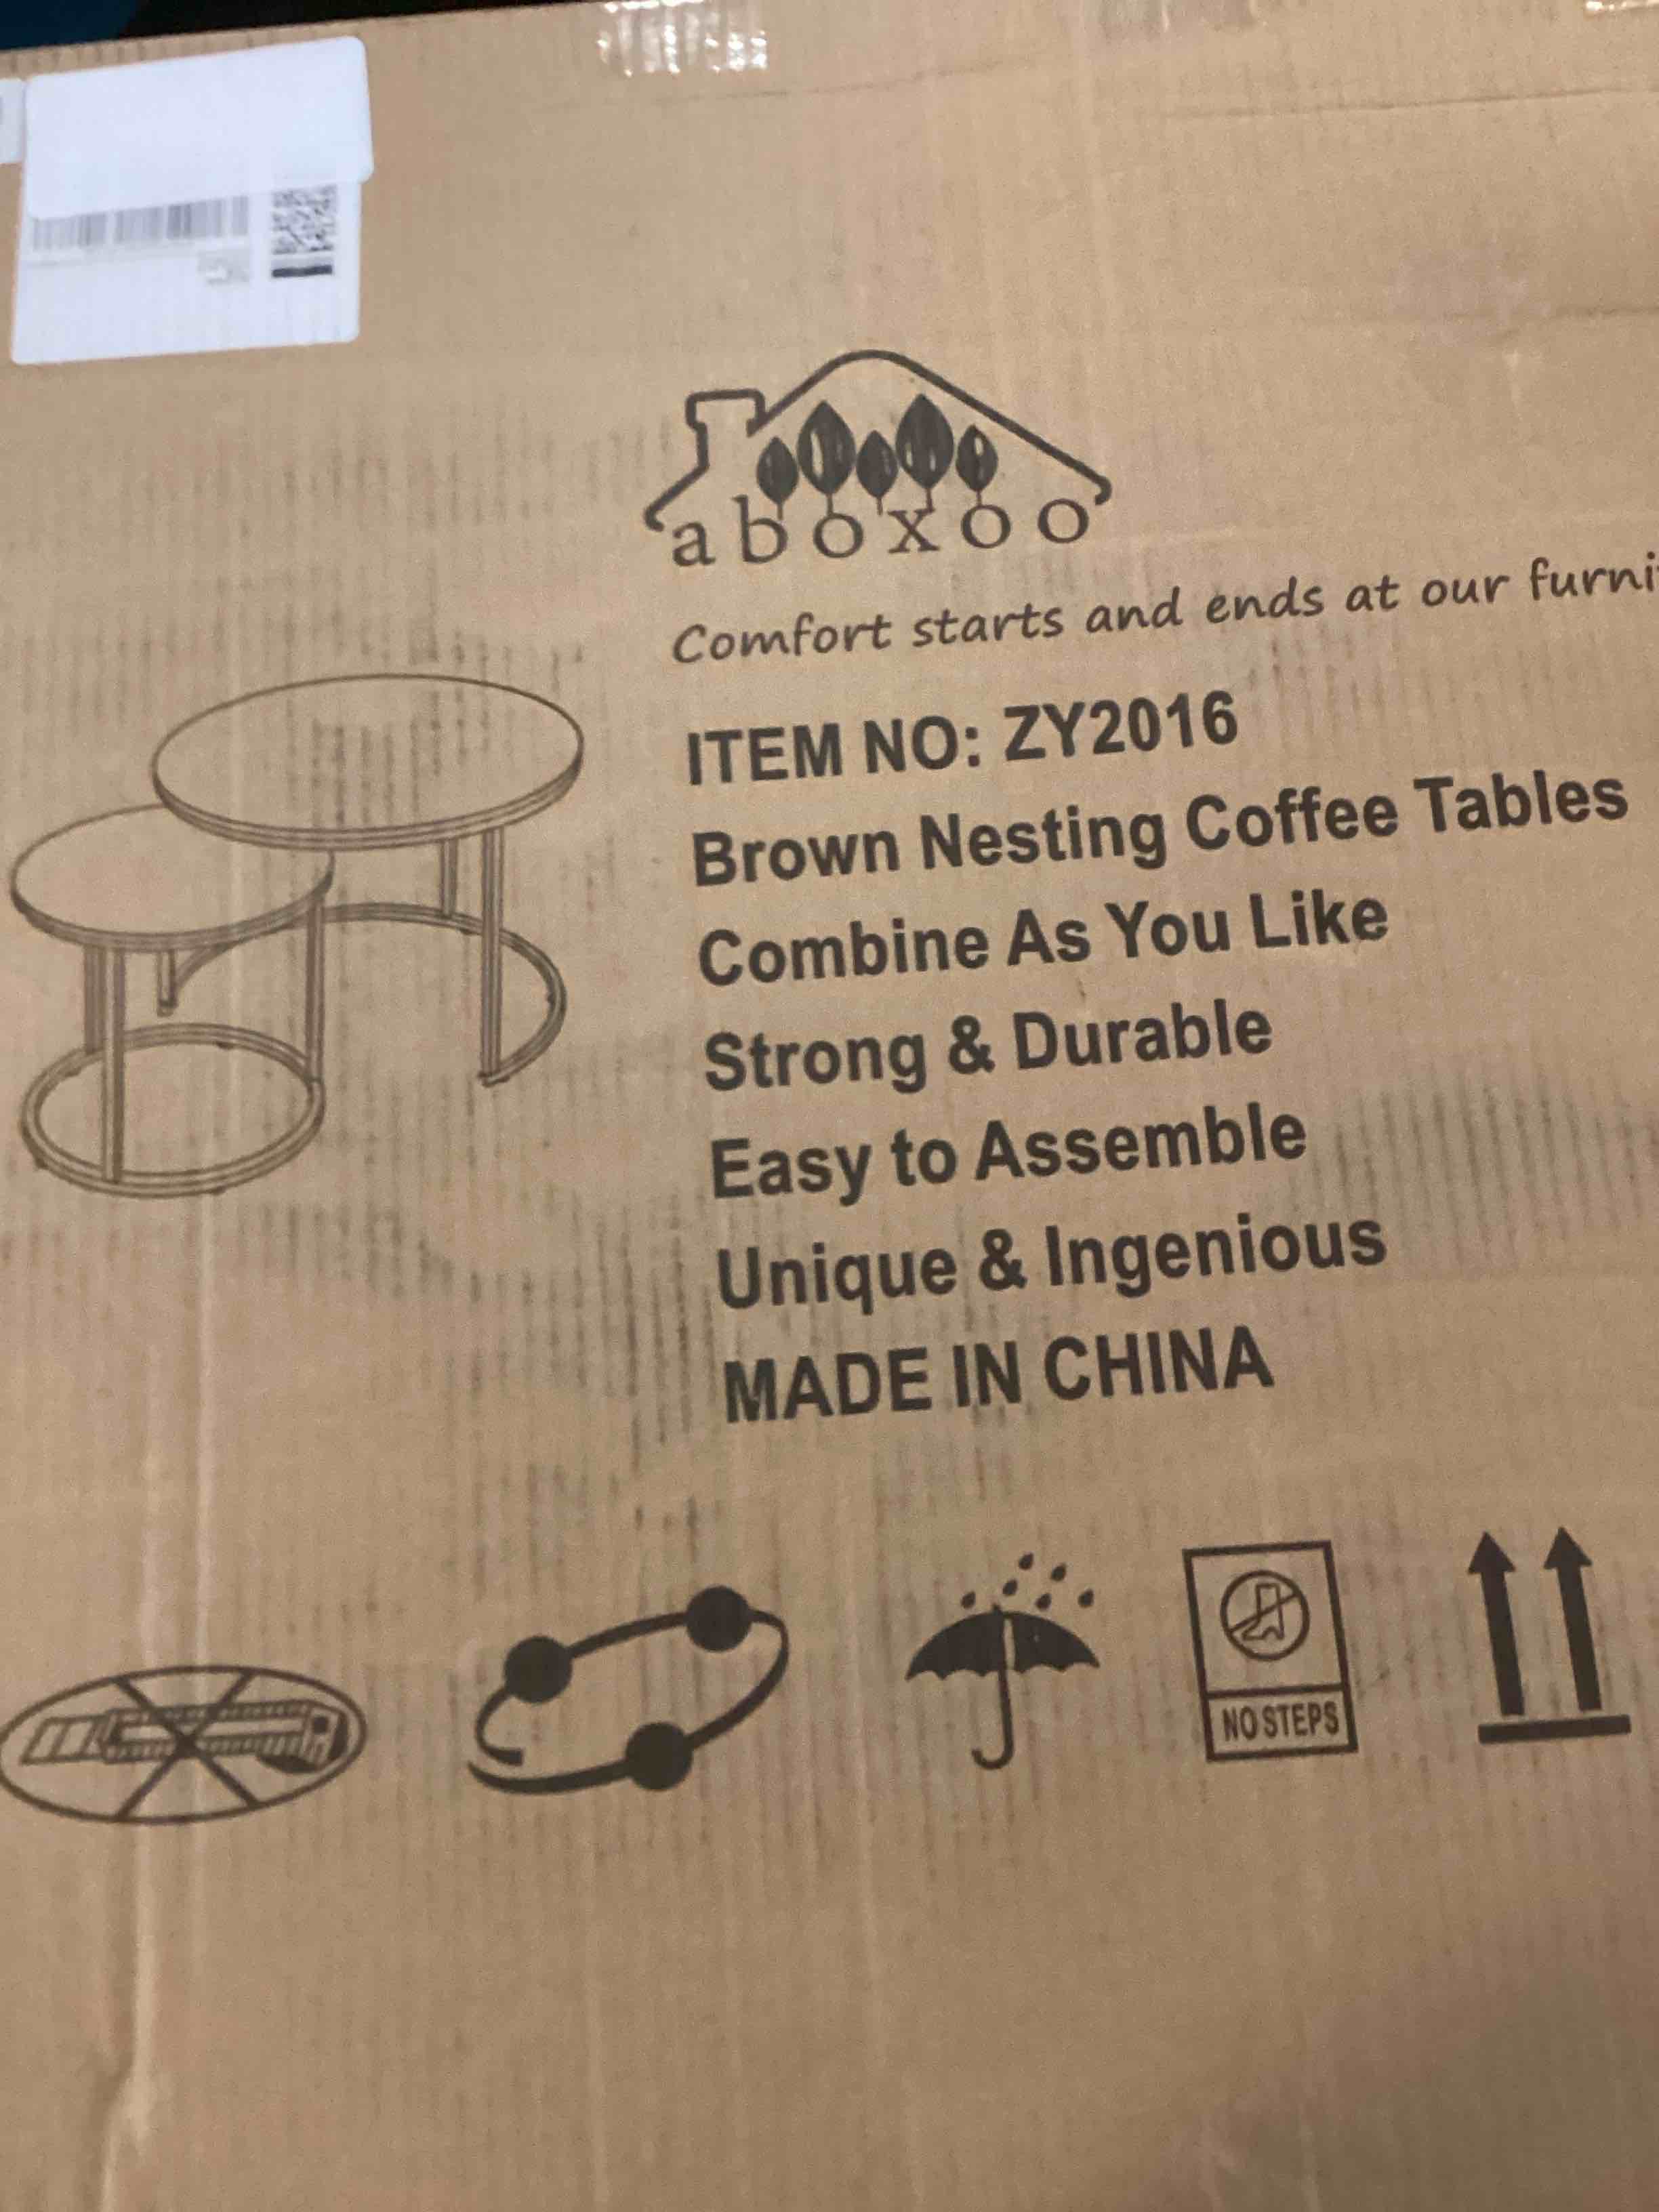 aboxoo
Comfort starts and ends at our
ITEM NO: ZY2016
Brown Nesting Coffee Tables
Combine As You Like
Strong & Durable
Easy to Assemble
Unique & Ingenious
MADE IN CHINA
NO STEPS